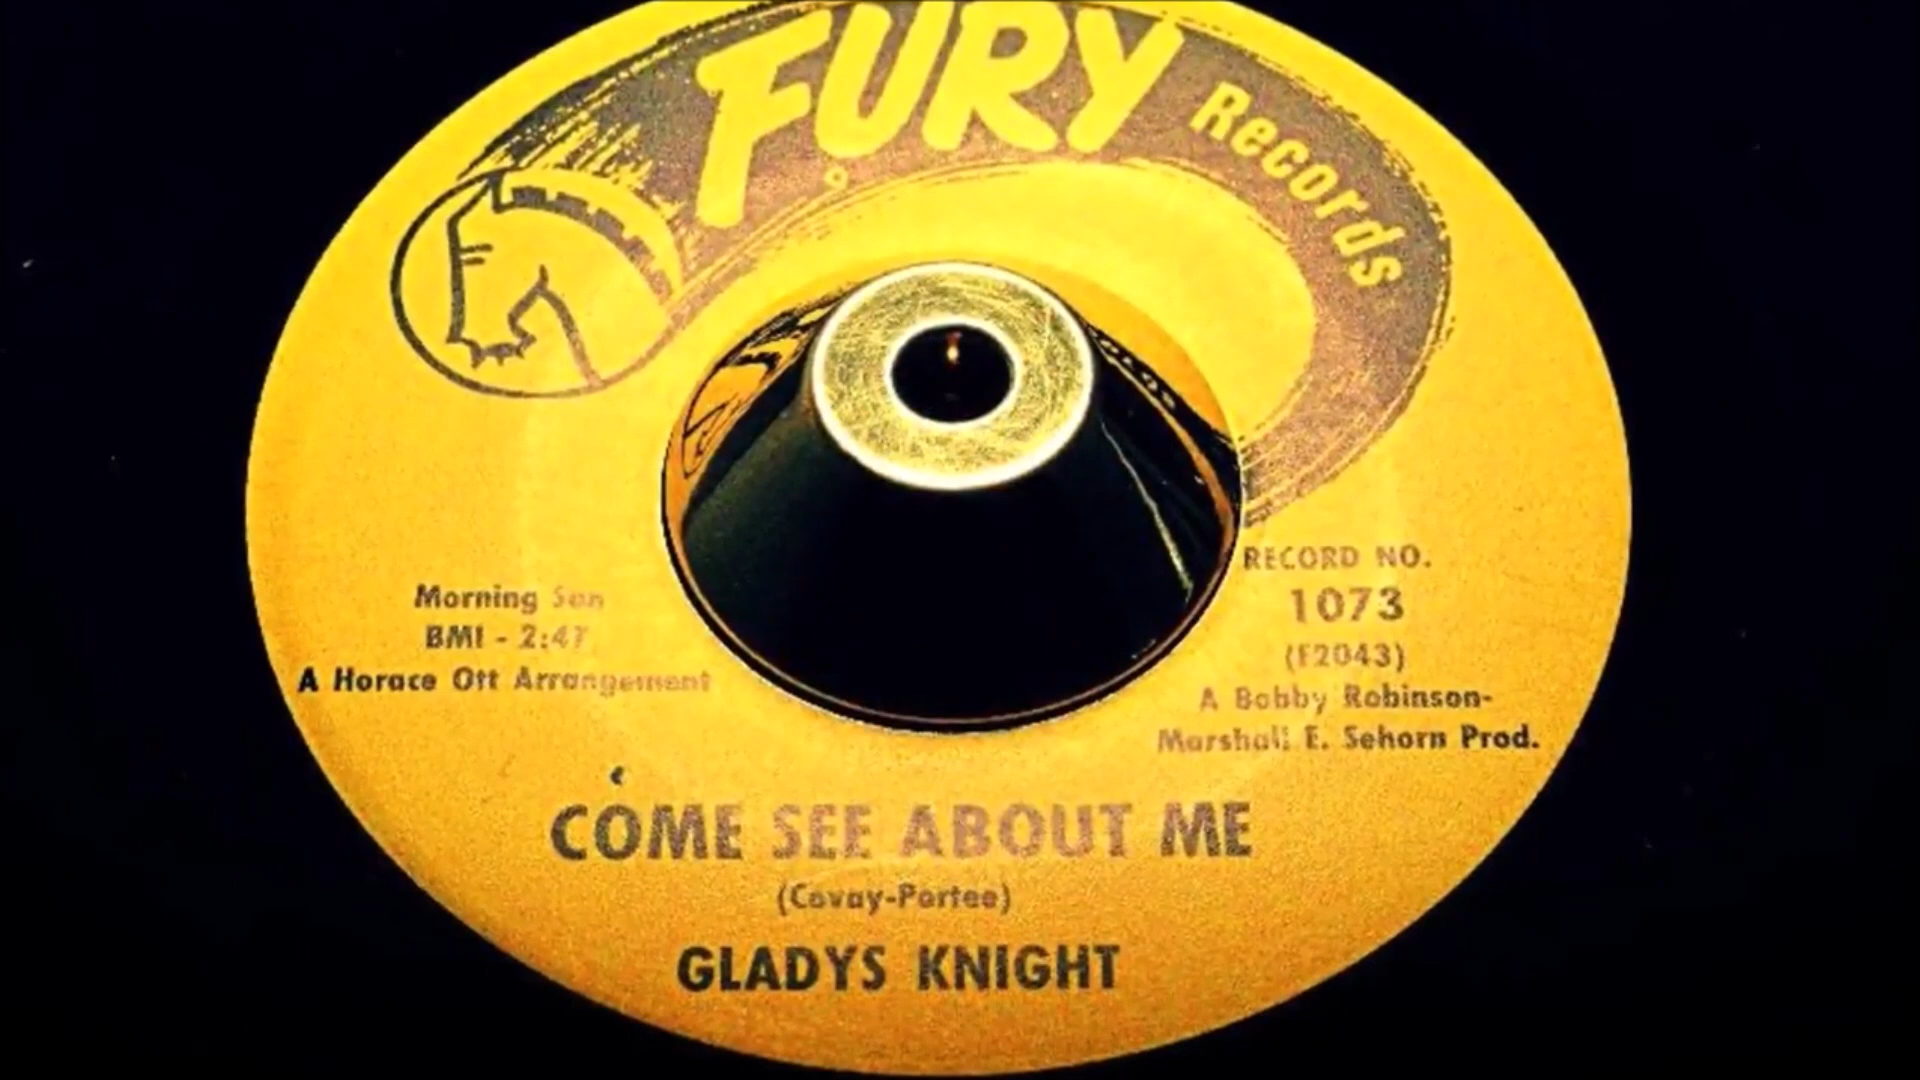 FURY Records
Morning Sun
BMI - 2:47
A Horace Ott Arrangement
RECORD NO.
1073
(F2043)
A Bobby Robinson-
Marshall E. Sehorn Prod.
COME SEE ABOUT ME
(Covay-Portee)
GLADYS KNIGHT